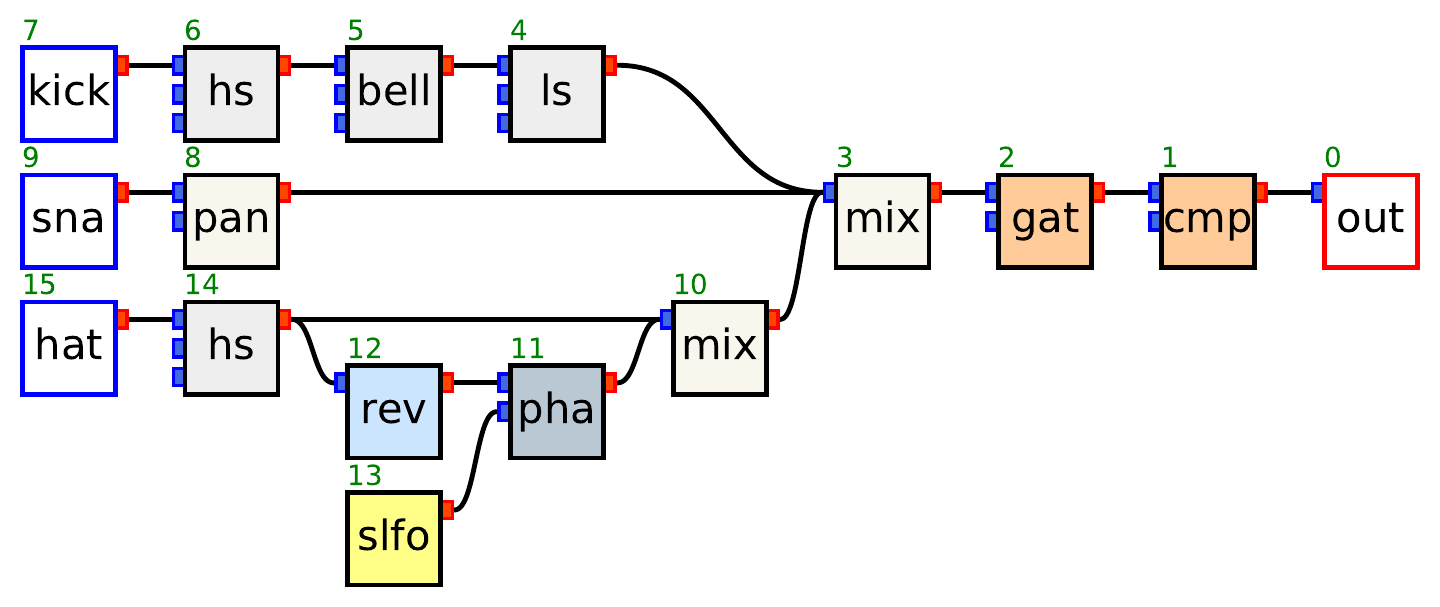 7 6 5 4
kick hs bell ls
9 8 3 2 1 0
sna pan mix gat cmp out
15 14 10
hat hs mix
12 11
rev pha
13
slfo